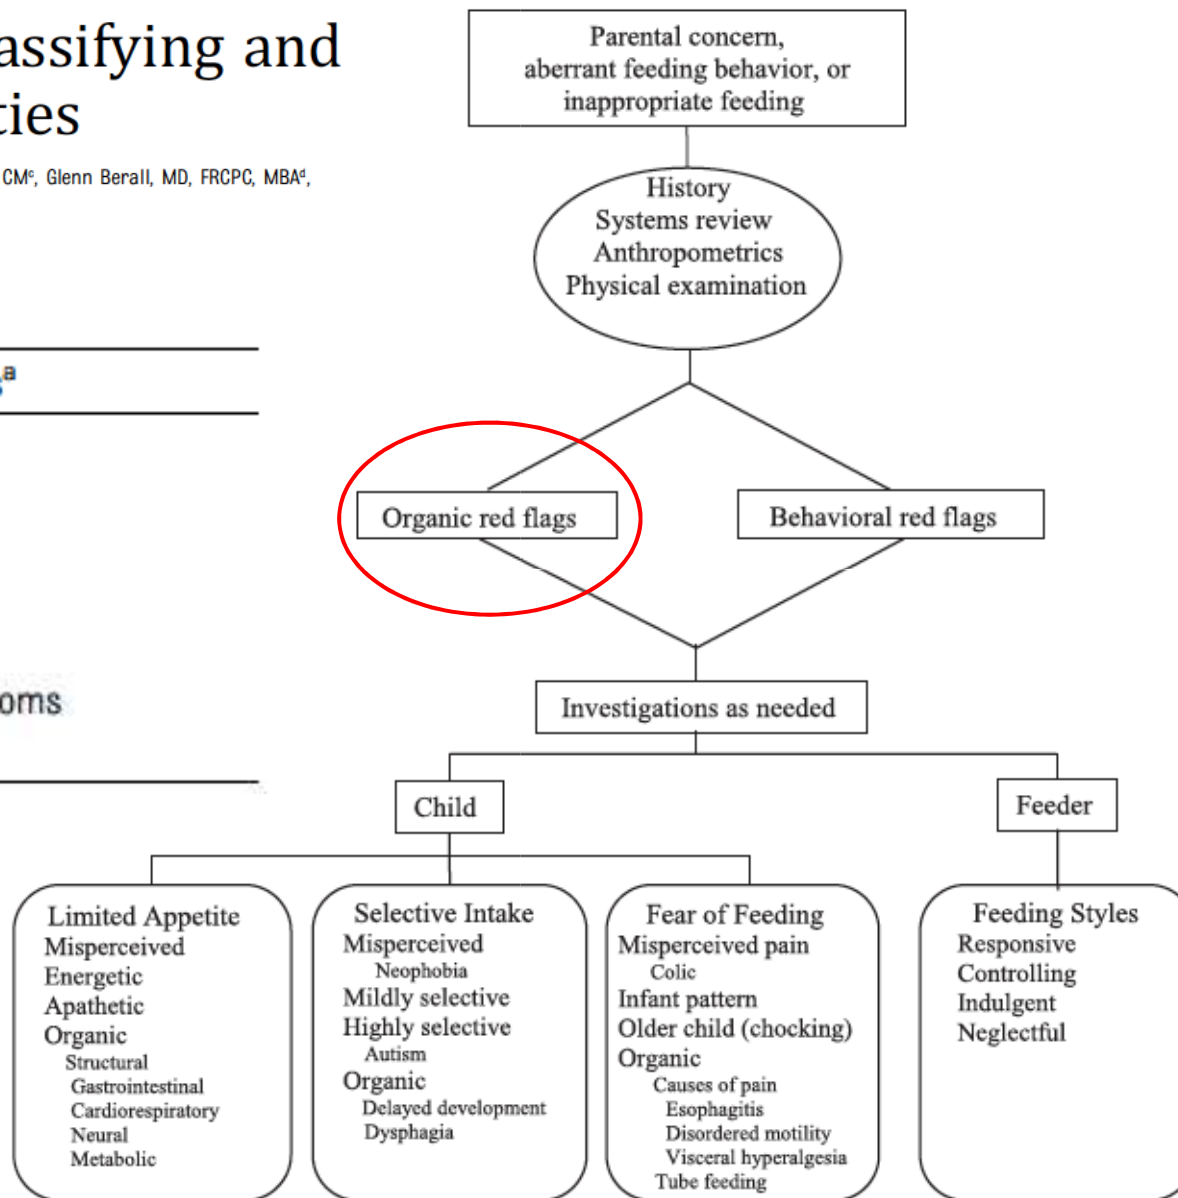 assifying and
ties
CMᶜ, Glenn Berall, MD, FRCPC, MBAᵈ,
a
oms
Parental concern,
aberrant feeding behavior, or
inappropriate feeding
History
Systems review
Anthropometrics
Physical examination
Organic red flags
Behavioral red flags
Investigations as needed
Child
Feeder
Limited Appetite
Misperceived
Energetic
Apathetic
Organic
Structural
Gastrointestinal
Cardiorespiratory
Neural
Metabolic
Selective Intake
Misperceived
Neophobia
Mildly selective
Highly selective
Autism
Organic
Delayed development
Dysphagia
Fear of Feeding
Misperceived pain
Colic
Infant pattern
Older child (chocking)
Organic
Causes of pain
Esophagitis
Disordered motility
Visceral hyperalgesia
Tube feeding
Feeding Styles
Responsive
Controlling
Indulgent
Neglectful